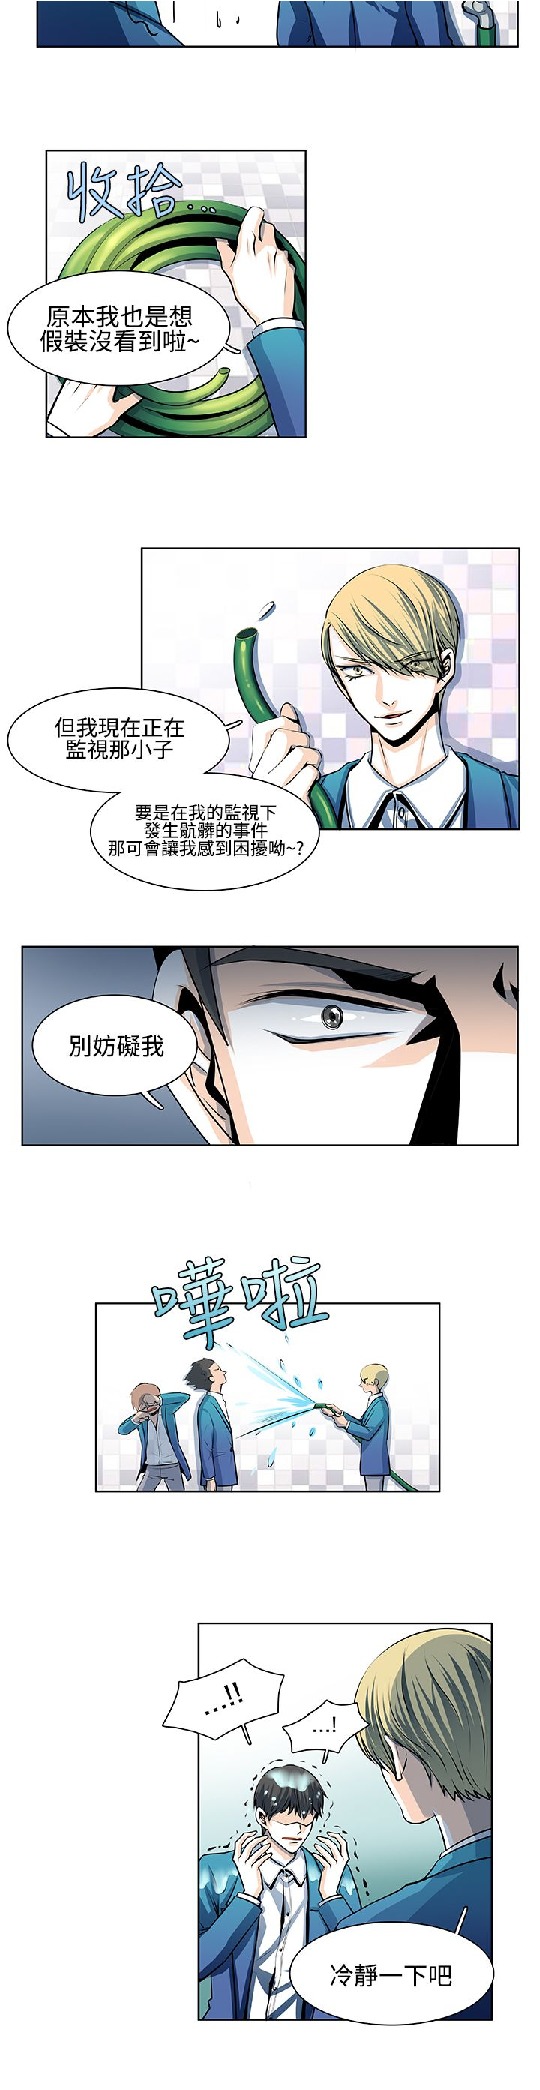 收拾...
原本我也是想
假裝沒看到啦~
但我現在正在
監視那小子
要是在我的監視下
發生骯髒的事件
那可會讓我感到困擾呦~?
別妨礙我
嘩啦
...!!
...!
冷靜一下吧